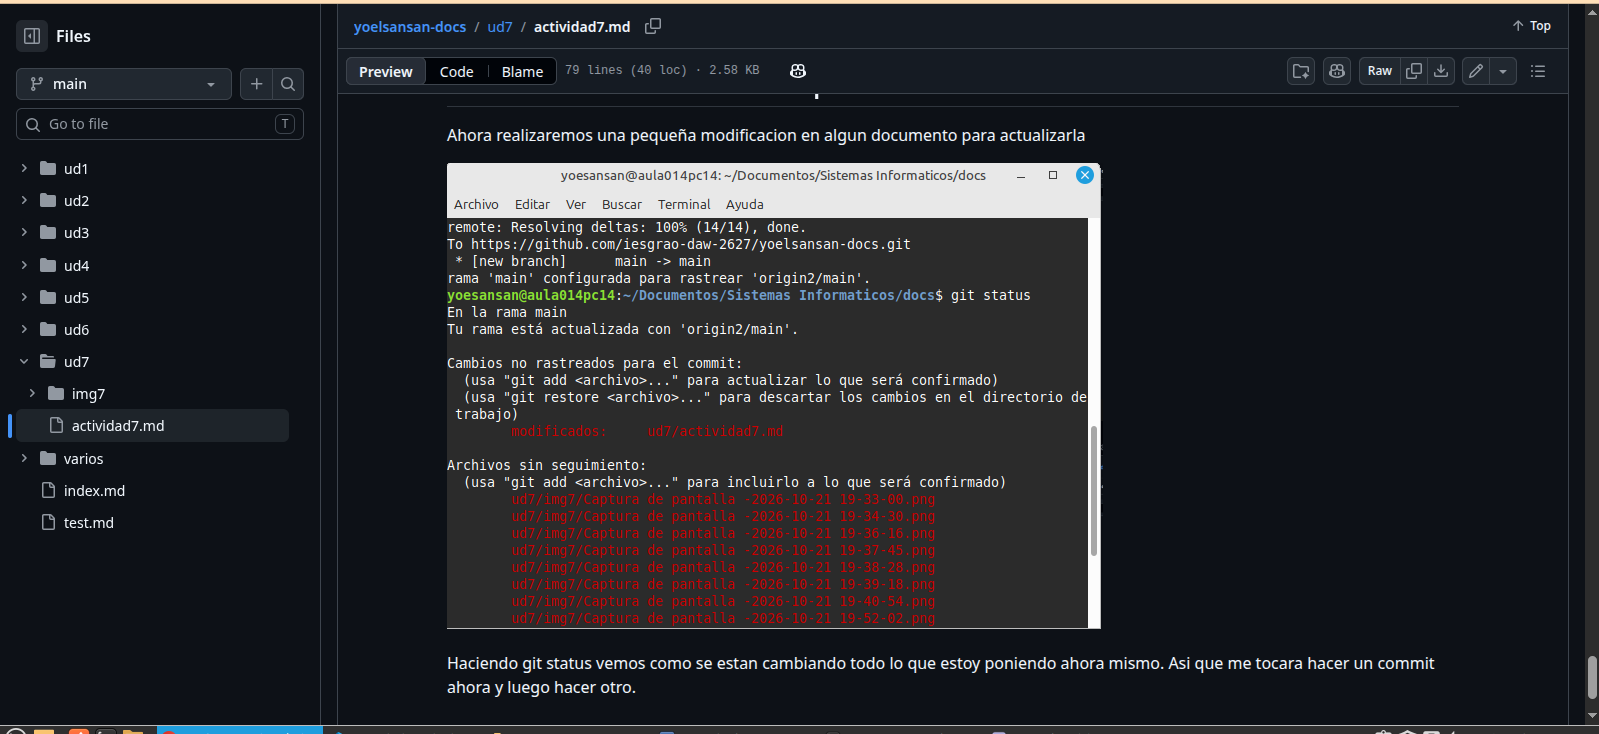 Files
main
Go to file
T
ud1
ud2
ud3
ud4
ud5
ud6
ud7
img7
actividad7.md
varios
index.md
test.md
yoelsansan-docs / ud7 / actividad7.md
Top
Preview Code Blame 79 lines (40 loc) · 2.58 KB
Raw
Ahora realizaremos una pequeña modificacion en algun documento para actualizarla
yoesansan@aula014pc14: ~/Documentos/Sistemas Informaticos/docs
Archivo Editar Ver Buscar Terminal Ayuda
remote: Resolving deltas: 100% (14/14), done.
To https://github.com/iesgrao-daw-2627/yoelsansan-docs.git
* [new branch] main -> main
rama 'main' configurada para rastrear 'origin2/main'.
yoesansan@aula014pc14:~/Documentos/Sistemas Informaticos/docs$ git status
En la rama main
Tu rama está actualizada con 'origin2/main'.
Cambios no rastreados para el commit:
(usa "git add <archivo>..." para actualizar lo que será confirmado)
(usa "git restore <archivo>..." para descartar los cambios en el directorio de
trabajo)
modificados: ud7/actividad7.md
Archivos sin seguimiento:
(usa "git add <archivo>..." para incluirlo a lo que será confirmado)
ud7/img7/Captura de pantalla -2026-10-21 19-33-00.png
ud7/img7/Captura de pantalla -2026-10-21 19-34-30.png
ud7/img7/Captura de pantalla -2026-10-21 19-36-16.png
ud7/img7/Captura de pantalla -2026-10-21 19-37-45.png
ud7/img7/Captura de pantalla -2026-10-21 19-38-28.png
ud7/img7/Captura de pantalla -2026-10-21 19-39-18.png
ud7/img7/Captura de pantalla -2026-10-21 19-40-54.png
ud7/img7/Captura de pantalla -2026-10-21 19-52-02.png
Haciendo git status vemos como se estan cambiando todo lo que estoy poniendo ahora mismo. Asi que me tocara hacer un commit
ahora y luego hacer otro.